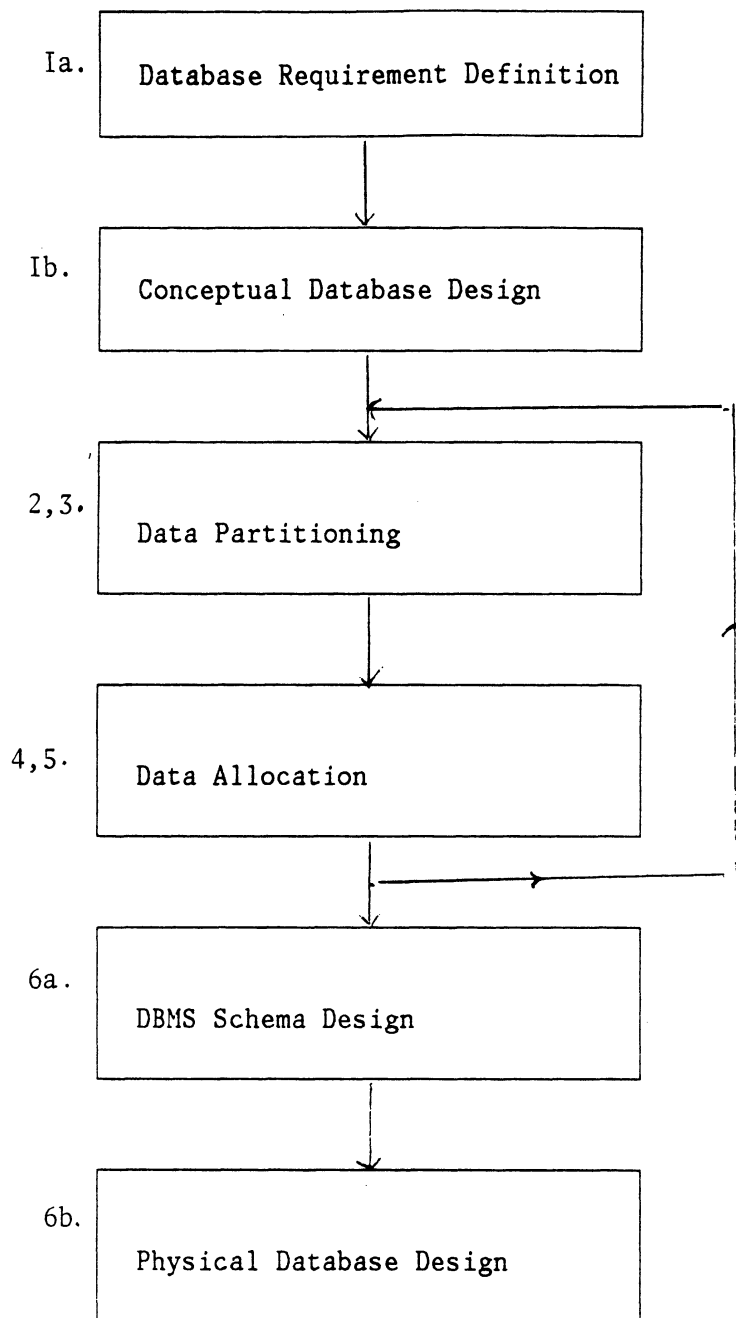 Ia.
Database Requirement Definition
Ib.
Conceptual Database Design
2,3.
Data Partitioning
4,5.
Data Allocation
6a.
DBMS Schema Design
6b.
Physical Database Design